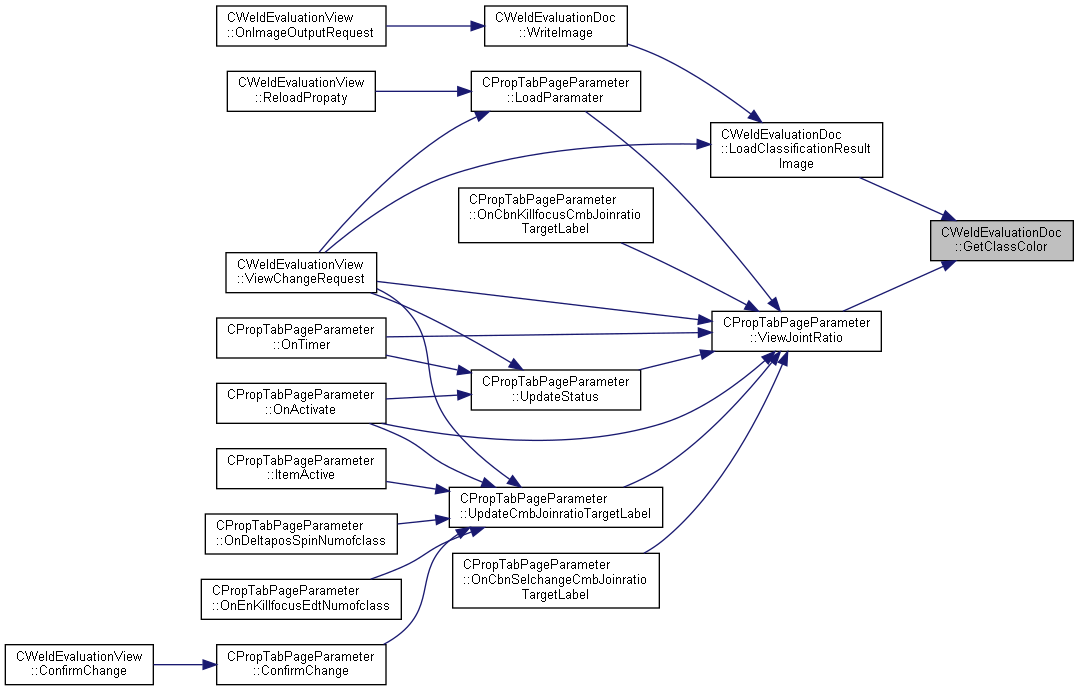 CWeldEvaluationView
::OnImageOutputRequest
CWeldEvaluationDoc
::WriteImage
CWeldEvaluationView
::ReloadPropaty
CPropTabPageParameter
::LoadParamater
CWeldEvaluationDoc
::LoadClassificationResult
Image
CPropTabPageParameter
::OnCbnKillfocusCmbJoinratio
TargetLabel
CWeldEvaluationDoc
::GetClassColor
CWeldEvaluationView
::ViewChangeRequest
CPropTabPageParameter
::OnTimer
CPropTabPageParameter
::ViewJointRatio
CPropTabPageParameter
::UpdateStatus
CPropTabPageParameter
::OnActivate
CPropTabPageParameter
::ItemActive
CPropTabPageParameter
::UpdateCmbJoinratioTargetLabel
CPropTabPageParameter
::OnDeltaposSpinNumofclass
CPropTabPageParameter
::OnCbnSelchangeCmbJoinratio
TargetLabel
CPropTabPageParameter
::OnEnKillfocusEdtNumofclass
CWeldEvaluationView
::ConfirmChange
CPropTabPageParameter
::ConfirmChange